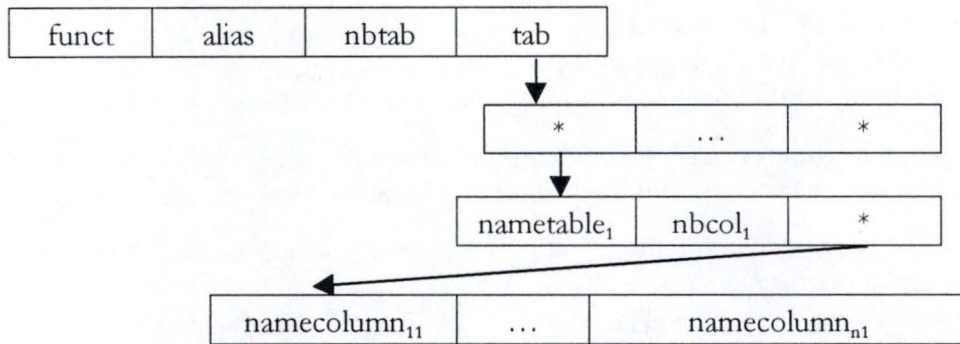 funct alias nbtab tab
* ... *
nametable₁ nbcol₁ *
namecolumn₁₁ ... namecolumnₙ₁